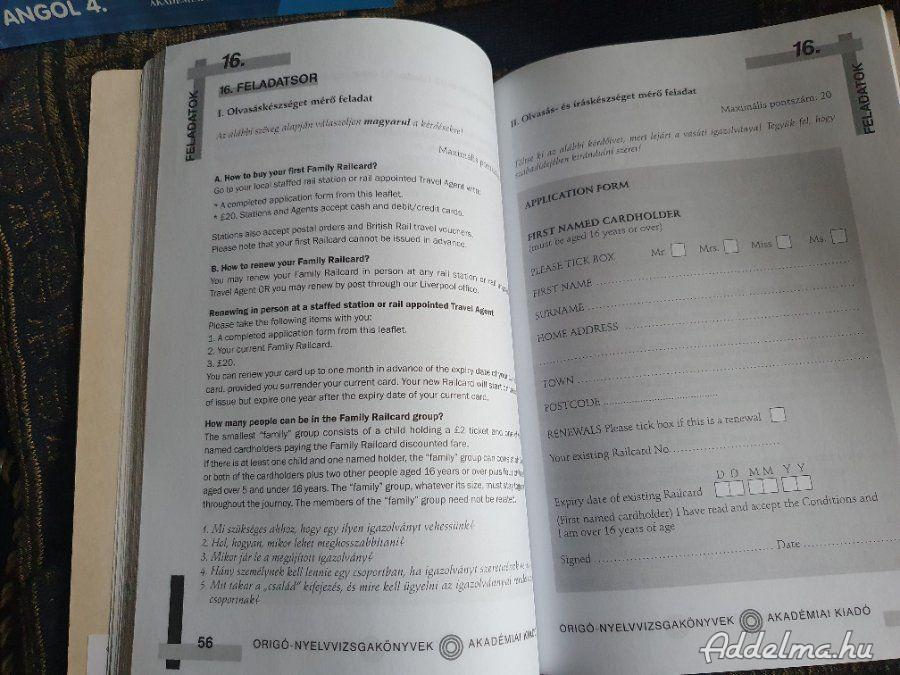 ANGOL 4.
16.
FELADATOK
16. FELADATSOR
I. Olvasáskészséget mérő feladat
Az alábbi szöveg alapján válaszoljon magyarul a kérdésekre!
Maximális
A. How to buy your first Family Railcard?
Go to your local staffed rail station or rail appointed Travel Agent with:
* A completed application form from this leaflet.
* £20. Stations and Agents accept cash and debit/credit cards.
Stations also accept postal orders and British Rail travel vouchers.
Please note that your first Railcard cannot be issued in advance.
B. How to renew your Family Railcard?
You may renew your Family Railcard in person at any rail station or rail
Travel Agent OR you may renew by post through our Liverpool office.
Renewing in person at a staffed station or rail appointed Travel Agent
Please take the following items with you:
1. A completed application form from this leaflet.
2. Your current Family Railcard.
3. £20.
You can renew your card up to one month in advance of the expiry date of your
card, provided you surrender your current card. Your new Railcard will start
of issue but expire one year after the expiry date of your current card.
How many people can be in the Family Railcard group?
The smallest "family" group consists of a child holding a £2 ticket and one
named cardholders paying the Family Railcard discounted fare.
If there is at least one child and one named holder, the "family" group can
or both of the cardholders plus two other people aged 16 years or over plus
aged over 5 and under 16 years. The "family" group, whatever its size, must
throughout the journey. The members of the "family" group need not be related.
1. Mi szükséges ahhoz, hogy egy ilyen igazolványt vehessünk?
2. Hol, hogyan, mikor lehet meghosszabbítani?
3. Mikor jár le a megújított igazolvány?
4. Hány személynek kell lennie egy csoportban, ha igazolványt
5. Mit takar a „család" kifejezés, és mire kell ügyelni az igazolvánnyal
csoportnak?
56
ORIGÓ-NYELVVIZSGAKÖNYVEK AKADÉMIAI KIADÓ
16.
FELADATOK
II. Olvasás- és íráskészséget mérő feladat
Maximális pontszám: 20
Töltse ki az alábbi kérdőívet, mert lejárt a vasúti igazolványa! Tegyük fel, hogy
szabadidejében kirándulni szeret!
APPLICATION FORM
FIRST NAMED CARDHOLDER
(must be aged 16 years or over)
PLEASE TICK BOX Mr. Mrs. Miss Ms.
FIRST NAME
SURNAME
HOME ADDRESS
TOWN
POSTCODE
RENEWALS Please tick box if this is a renewal
Your existing Railcard No.
D D M M Y Y
Expiry date of existing Railcard
(First named cardholder) I have read and accept the Conditions and
I am over 16 years of age
Signed Date
ORIGÓ-NYELVVIZSGAKÖNYVEK AKADÉMIAI KIADÓ
Addelma.hu